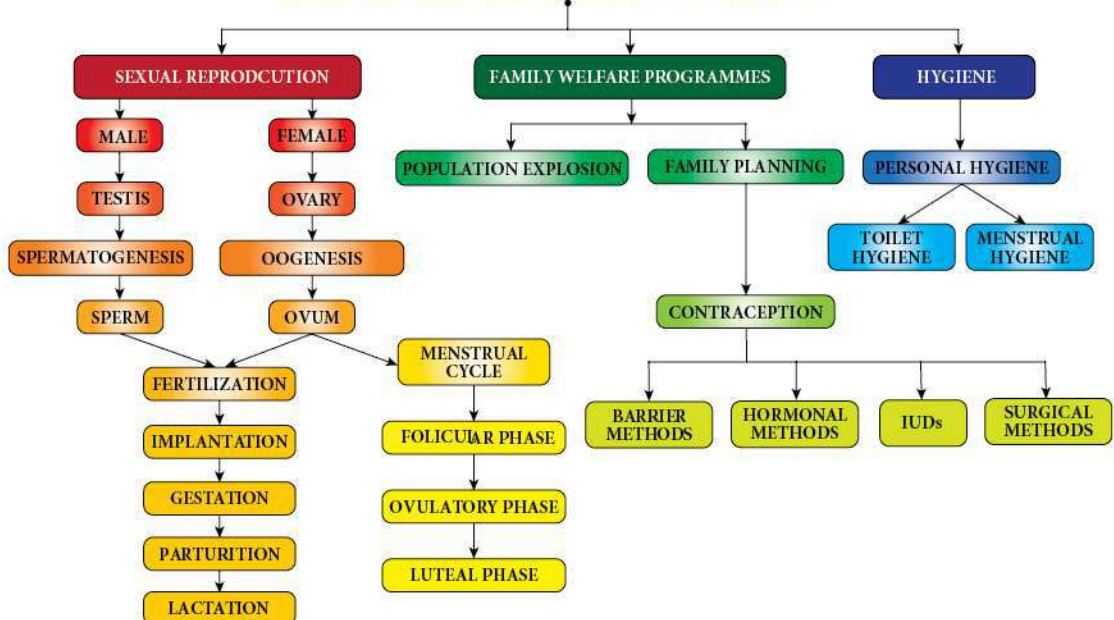 SEXUAL REPRODCUTION
FAMILY WELFARE PROGRAMMES
HYGIENE
MALE
FEMALE
POPULATION EXPLOSION
FAMILY PLANNING
PERSONAL HYGIENE
TESTIS
OVARY
TOILET
HYGIENE
MENSTRUAL
HYGIENE
SPERMATOGENESIS
OOGENESIS
SPERM
OVUM
CONTRACEPTION
MENSTRUAL
CYCLE
FERTILIZATION
BARRIER
METHODS
HORMONAL
METHODS
IUDs
SURGICAL
METHODS
IMPLANTATION
FOLICULAR PHASE
GESTATION
OVULATORY PHASE
PARTURITION
LUTEAL PHASE
LACTATION